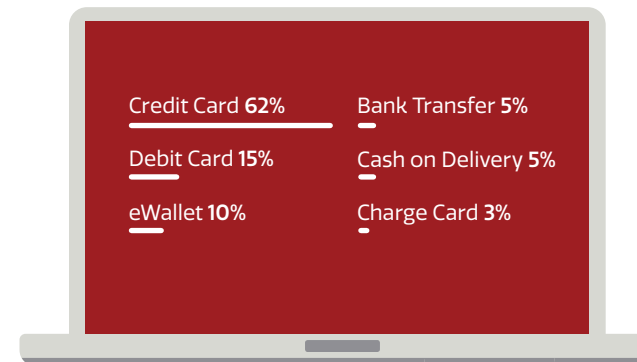 Credit Card 62%
Debit Card 15%
eWallet 10%
Bank Transfer 5%
Cash on Delivery 5%
Charge Card 3%